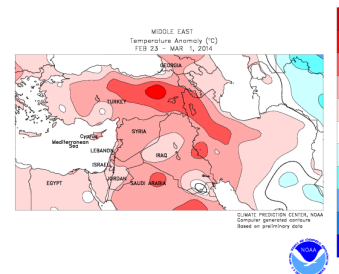 MIDDLE EAST
Temperature Anomaly (°C)
FEB 23 – MAR 1, 2014
GEORGIA
TURKEY
SYRIA
Cyprus
Mediterranean
Sea
LEBANON
IRAQ
ISRAEL
JORDAN
EGYPT
SAUDI ARABIA
CLIMATE PREDICTION CENTER, NOAA
Computer generated contours
Based on preliminary data
NOAA